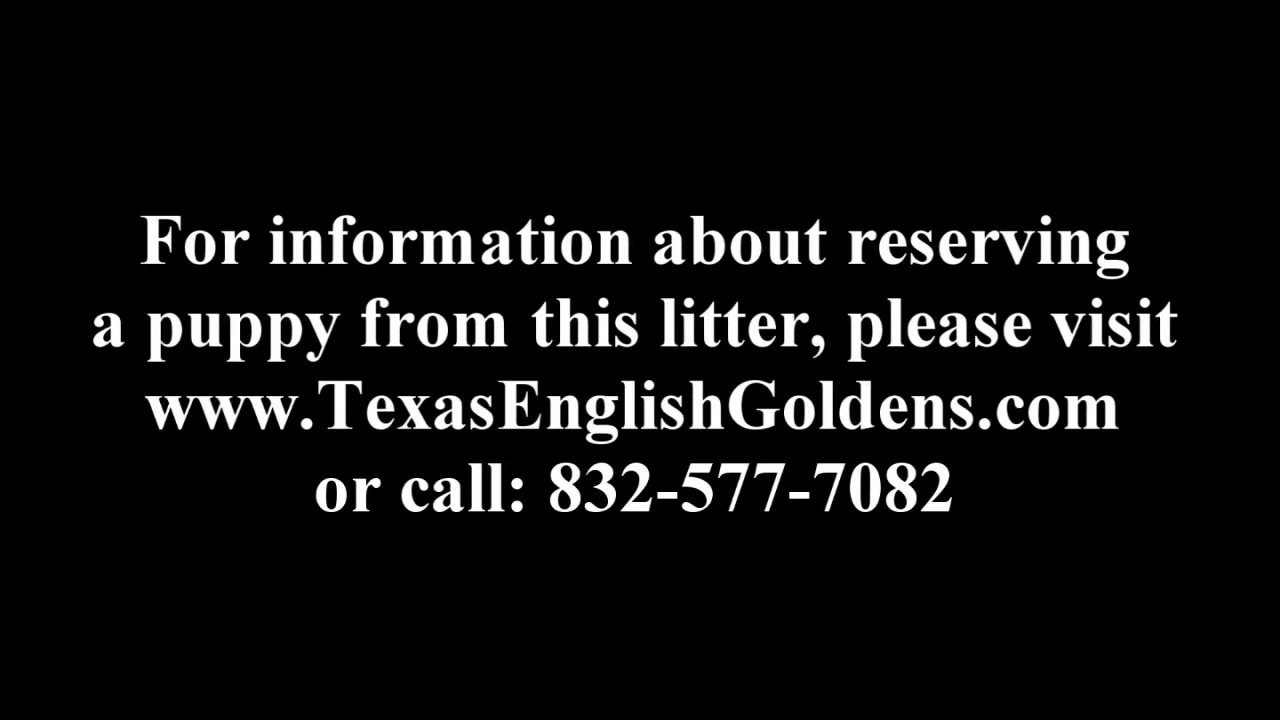 For information about reserving
a puppy from this litter, please visit
www.TexasEnglishGoldens.com
or call: 832-577-7082